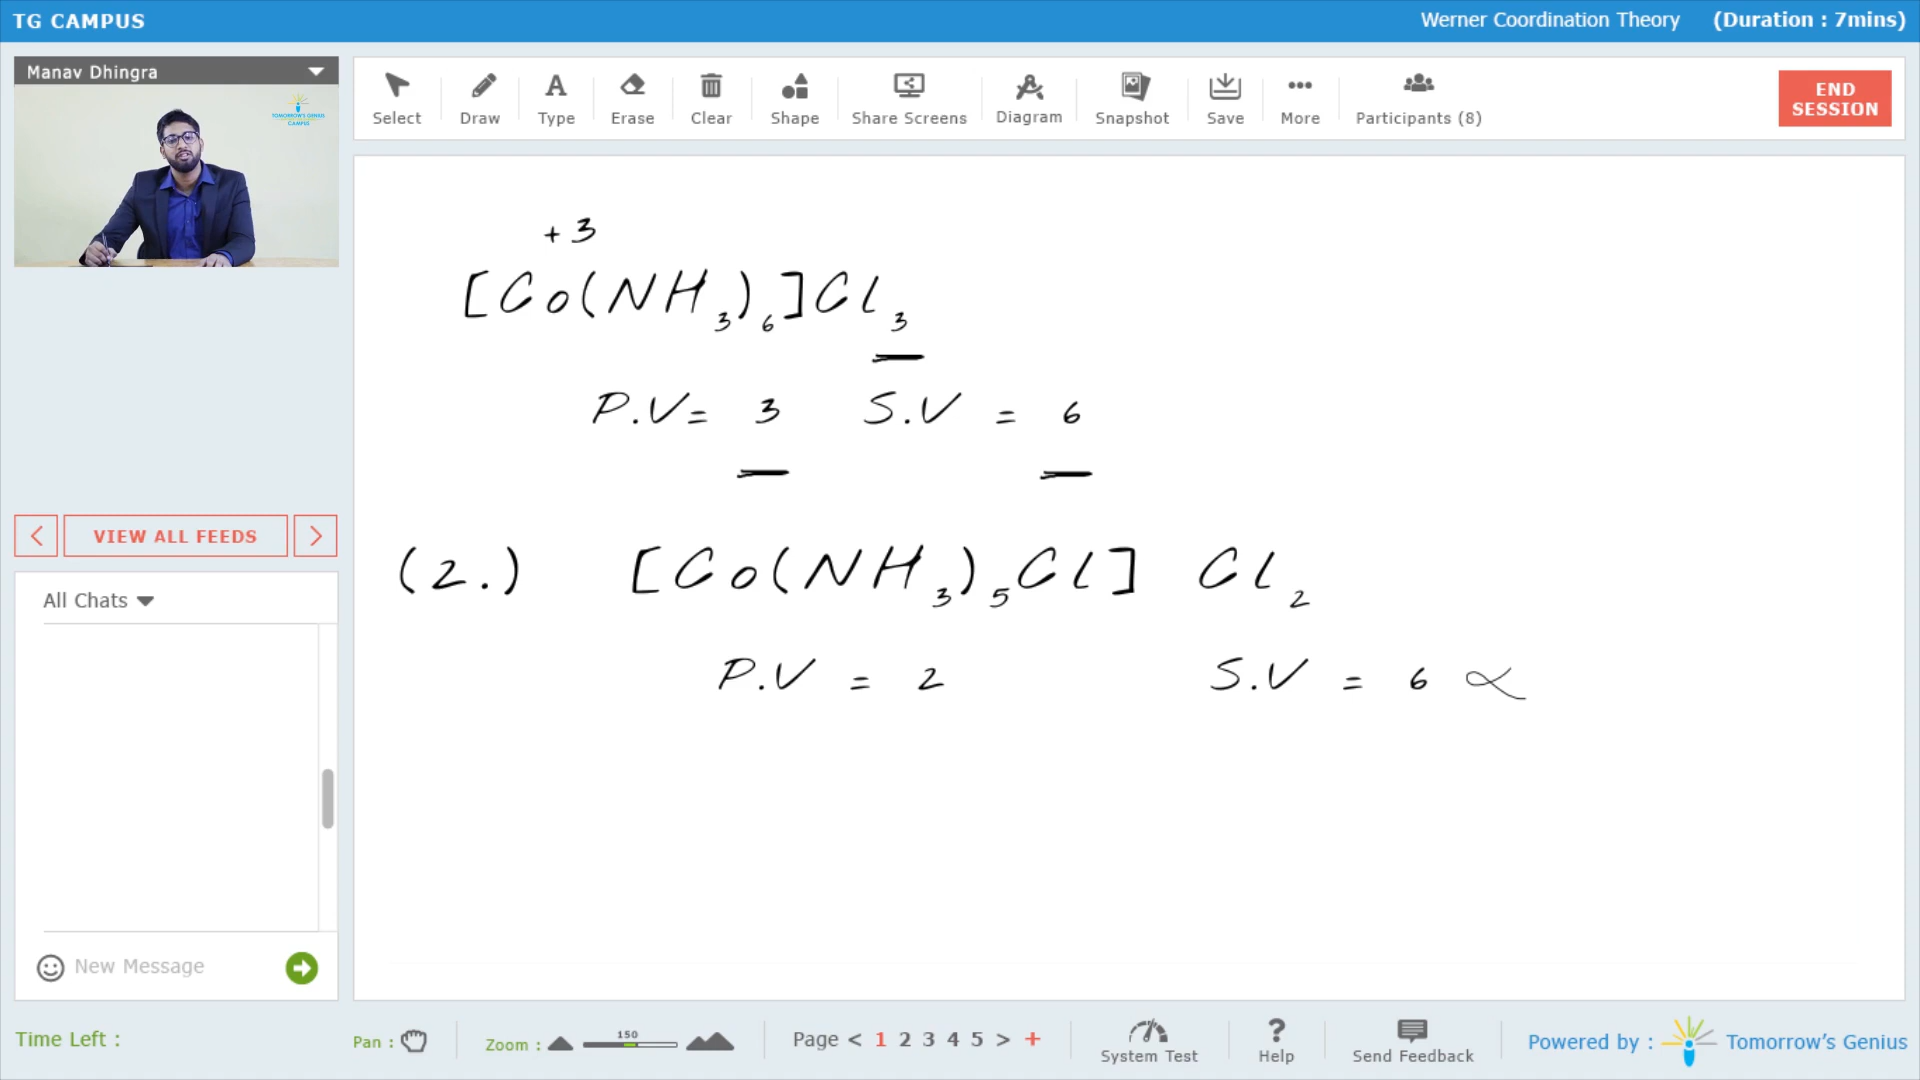 TG CAMPUS
Werner Coordination Theory (Duration : 7mins)
Manav Dhingra
TOMORROW'S GENIUS
CAMPUS
Select Draw Type Erase Clear Shape Share Screens Diagram Snapshot Save More Participants (8)
END
SESSION
+3
[Co(NH3)6]Cl3
P.V = 3 S.V = 6
(2.) [Co(NH3)5Cl] Cl2
P.V = 2 S.V = 6
VIEW ALL FEEDS
All Chats
New Message
Time Left :
Pan :
Zoom : 150
Page < 1 2 3 4 5 > +
System Test
Help
Send Feedback
Powered by : Tomorrow's Genius